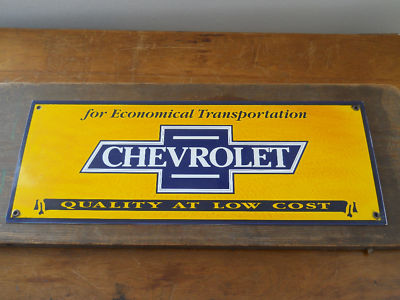 for Economical Transportation
CHEVROLET
QUALITY AT LOW COST